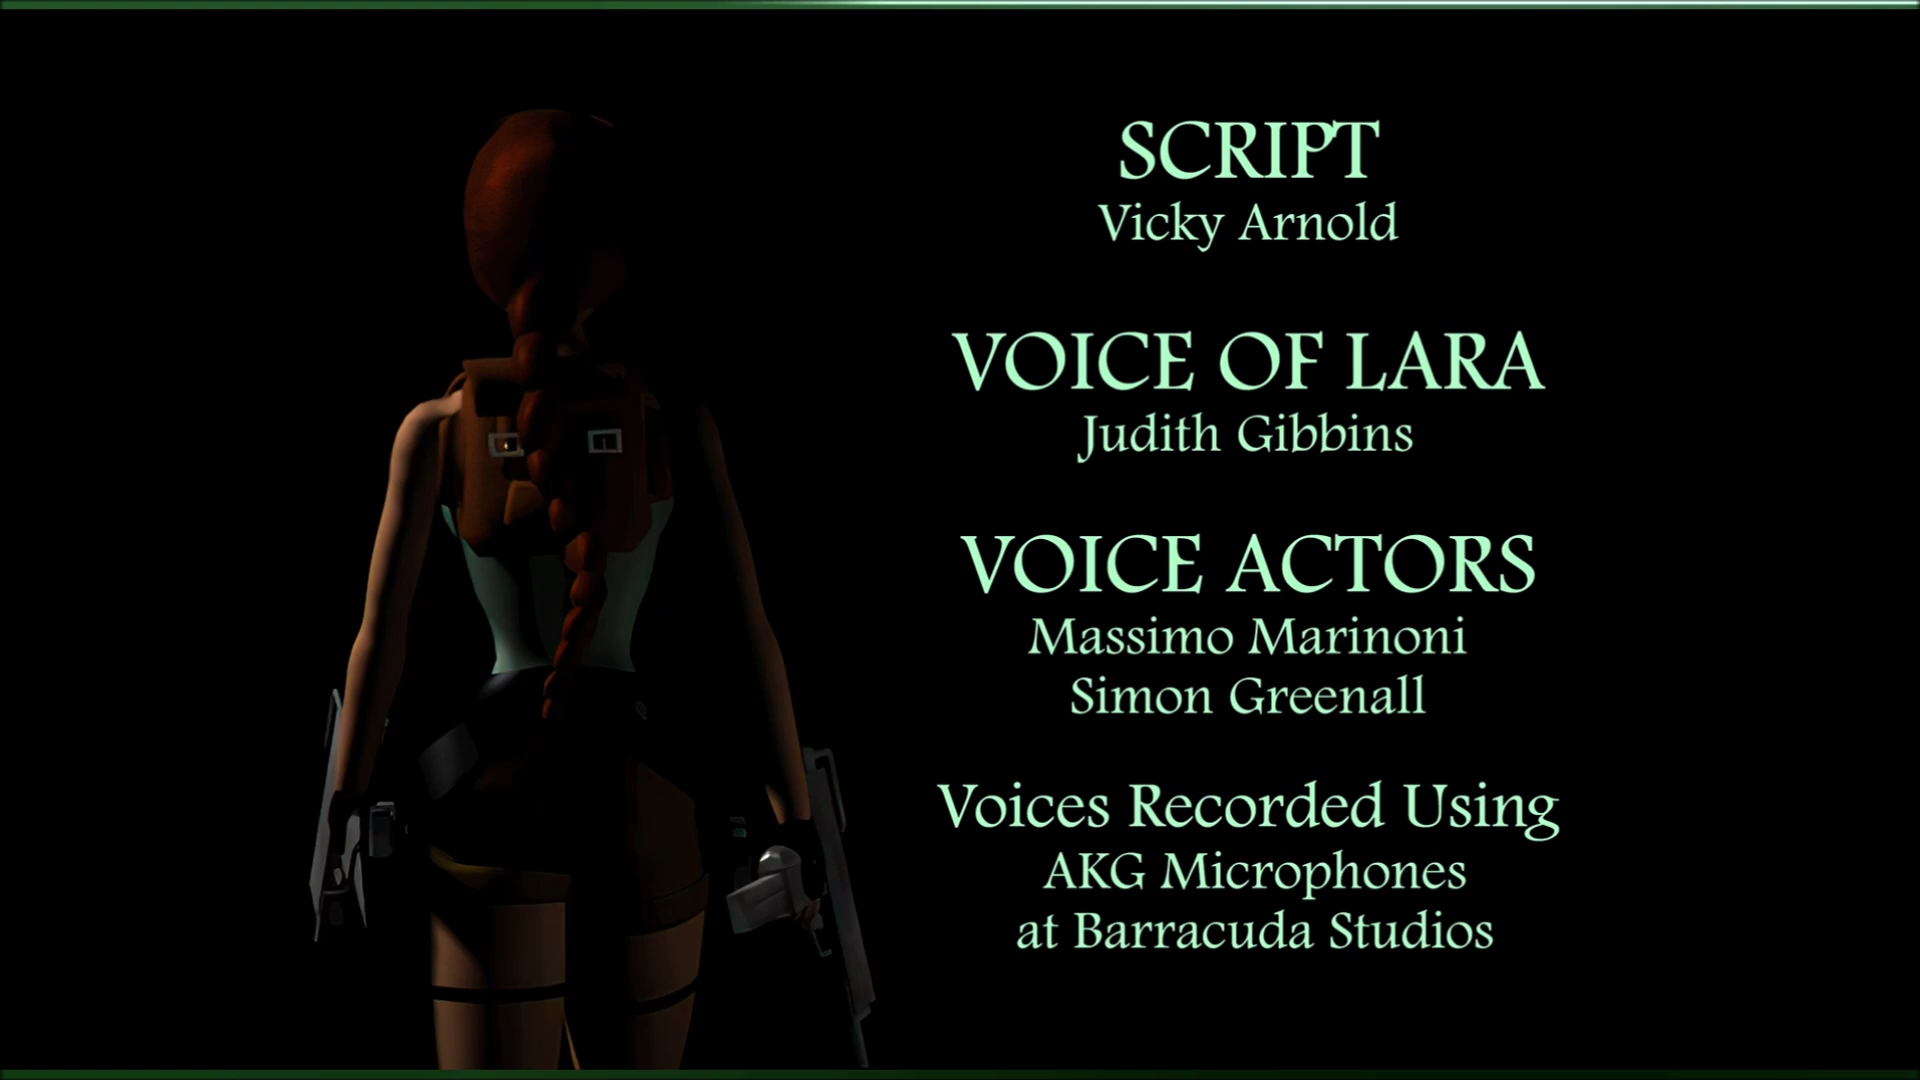 SCRIPT
Vicky Arnold
VOICE OF LARA
Judith Gibbins
VOICE ACTORS
Massimo Marinoni
Simon Greenall
Voices Recorded Using
AKG Microphones
at Barracuda Studios